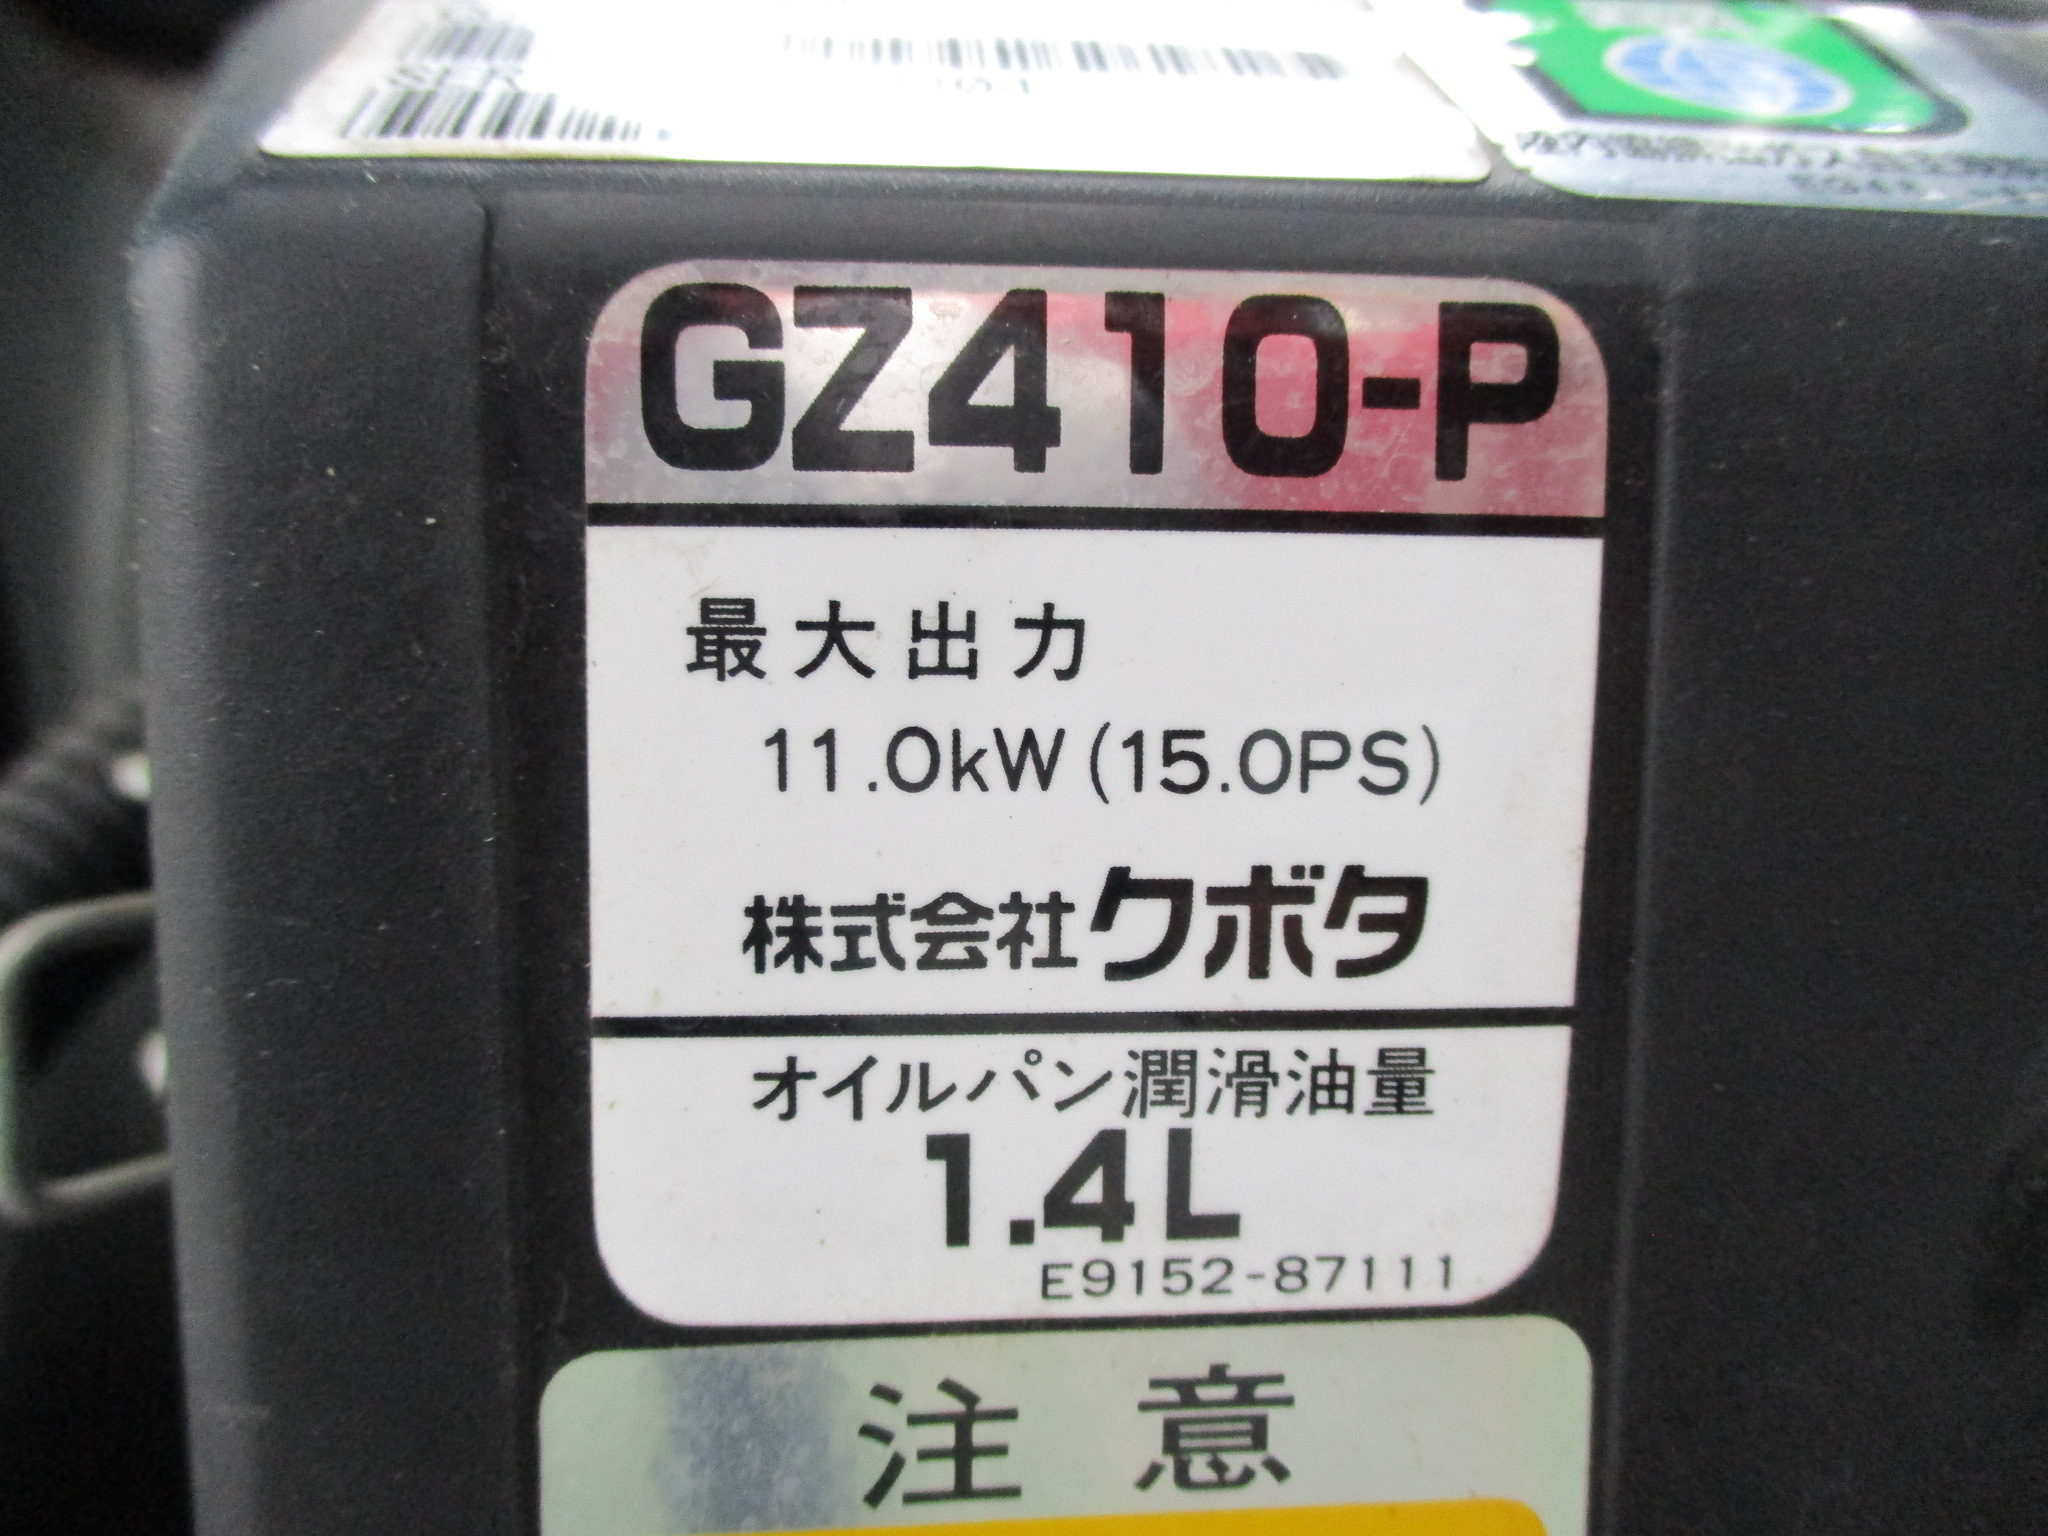 GZ410-P
最大出力
11.0kW(15.0PS)
株式会社クボタ
オイルパン潤滑油量
1.4L
E9152-87111
注意